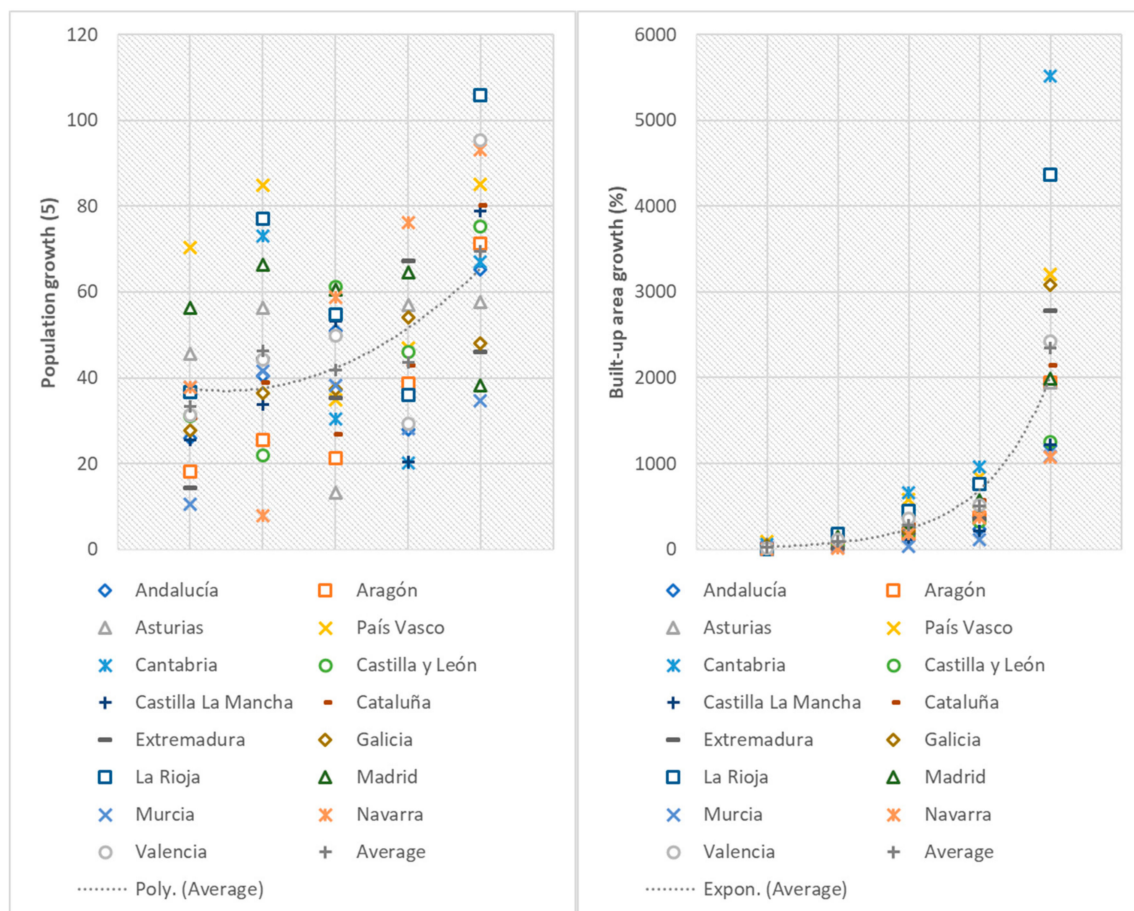 Population growth (5)
120
100
80
60
40
20
0
Andalucía Aragón
Asturias País Vasco
Cantabria Castilla y León
Castilla La Mancha Cataluña
Extremadura Galicia
La Rioja Madrid
Murcia Navarra
Valencia Average
Poly. (Average)
Built-up area growth (%)
6000
5000
4000
3000
2000
1000
0
Andalucía Aragón
Asturias País Vasco
Cantabria Castilla y León
Castilla La Mancha Cataluña
Extremadura Galicia
La Rioja Madrid
Murcia Navarra
Valencia Average
Expon. (Average)